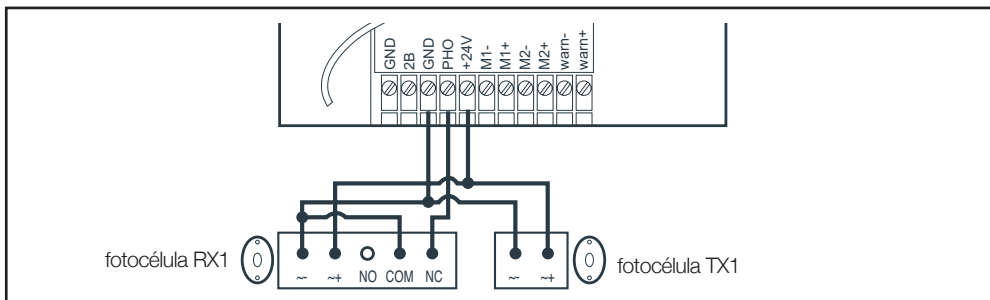 GND 2B GND PHO +24V M1- M1+ M2- M2+ warn- warn+
fotocélula RX1
~- ~+ NO COM NC
~- ~+
fotocélula TX1